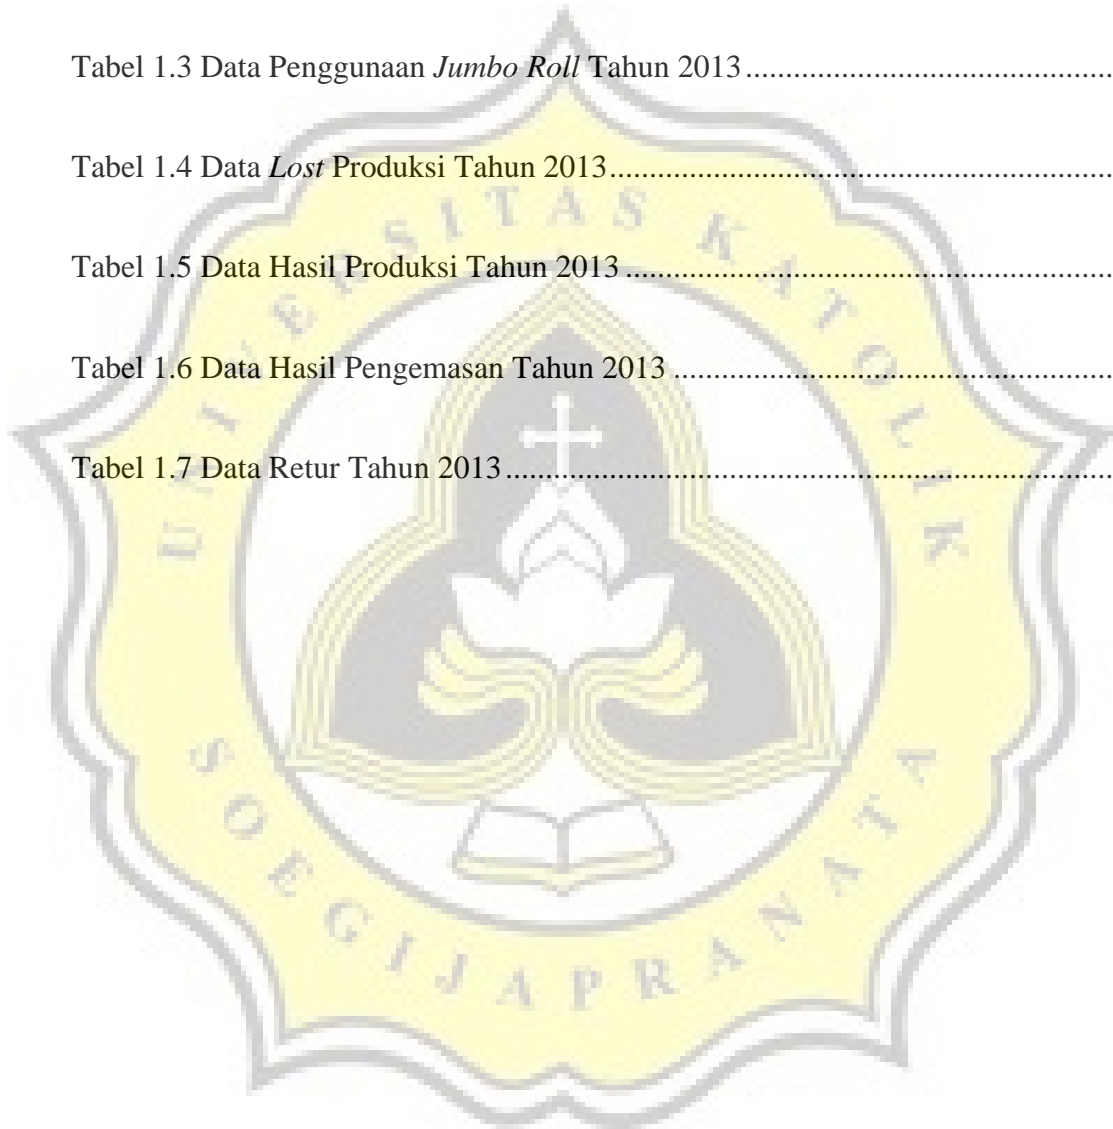 Tabel 1.3 Data Penggunaan Jumbo Roll Tahun 2013........................................
Tabel 1.4 Data Lost Produksi Tahun 2013........................................................
Tabel 1.5 Data Hasil Produksi Tahun 2013......................................................
Tabel 1.6 Data Hasil Pengemasan Tahun 2013................................................
Tabel 1.7 Data Retur Tahun 2013.....................................................................
UNIVERSITAS KATOLIK
SOEGIJAPRANATA